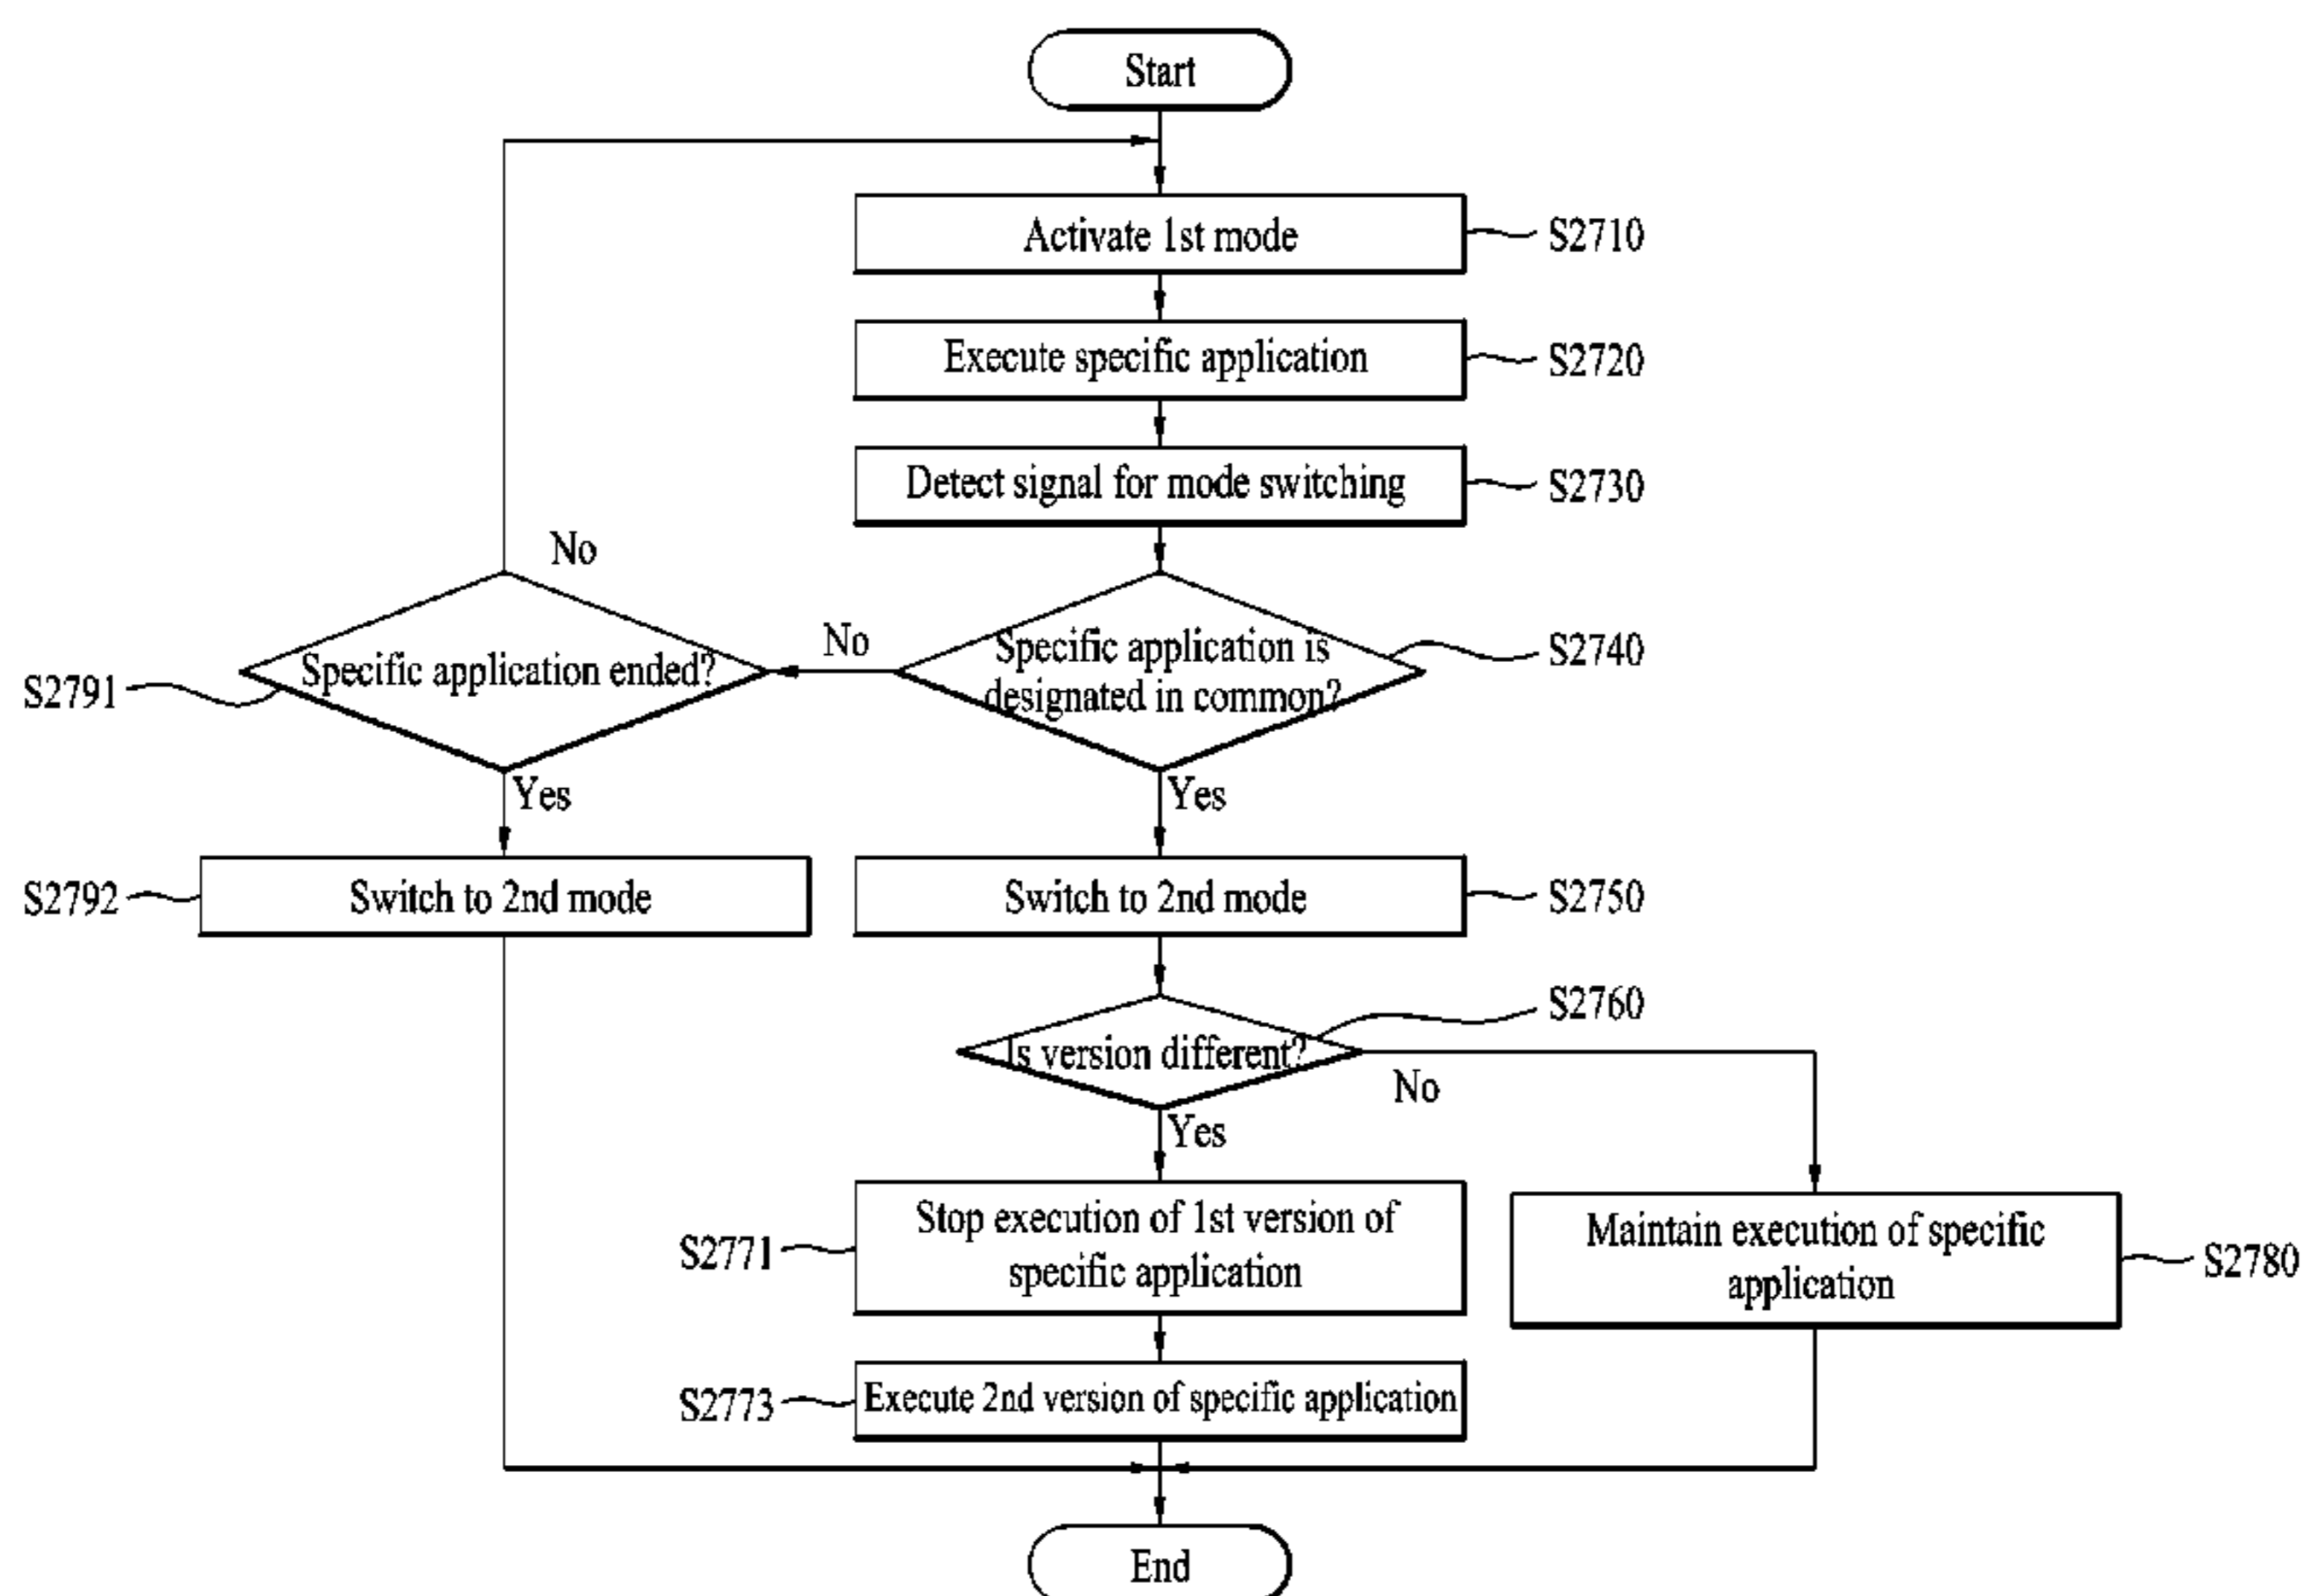 Start
Activate 1st mode
S2710
Execute specific application
S2720
Detect signal for mode switching
S2730
No
Specific application ended?
S2791
No
Specific application is
designated in common?
S2740
Yes
Yes
S2792
Switch to 2nd mode
Switch to 2nd mode
S2750
Is version different?
S2760
No
Yes
S2771
Stop execution of 1st version of
specific application
Maintain execution of specific
application
S2780
S2773
Execute 2nd version of specific application
End